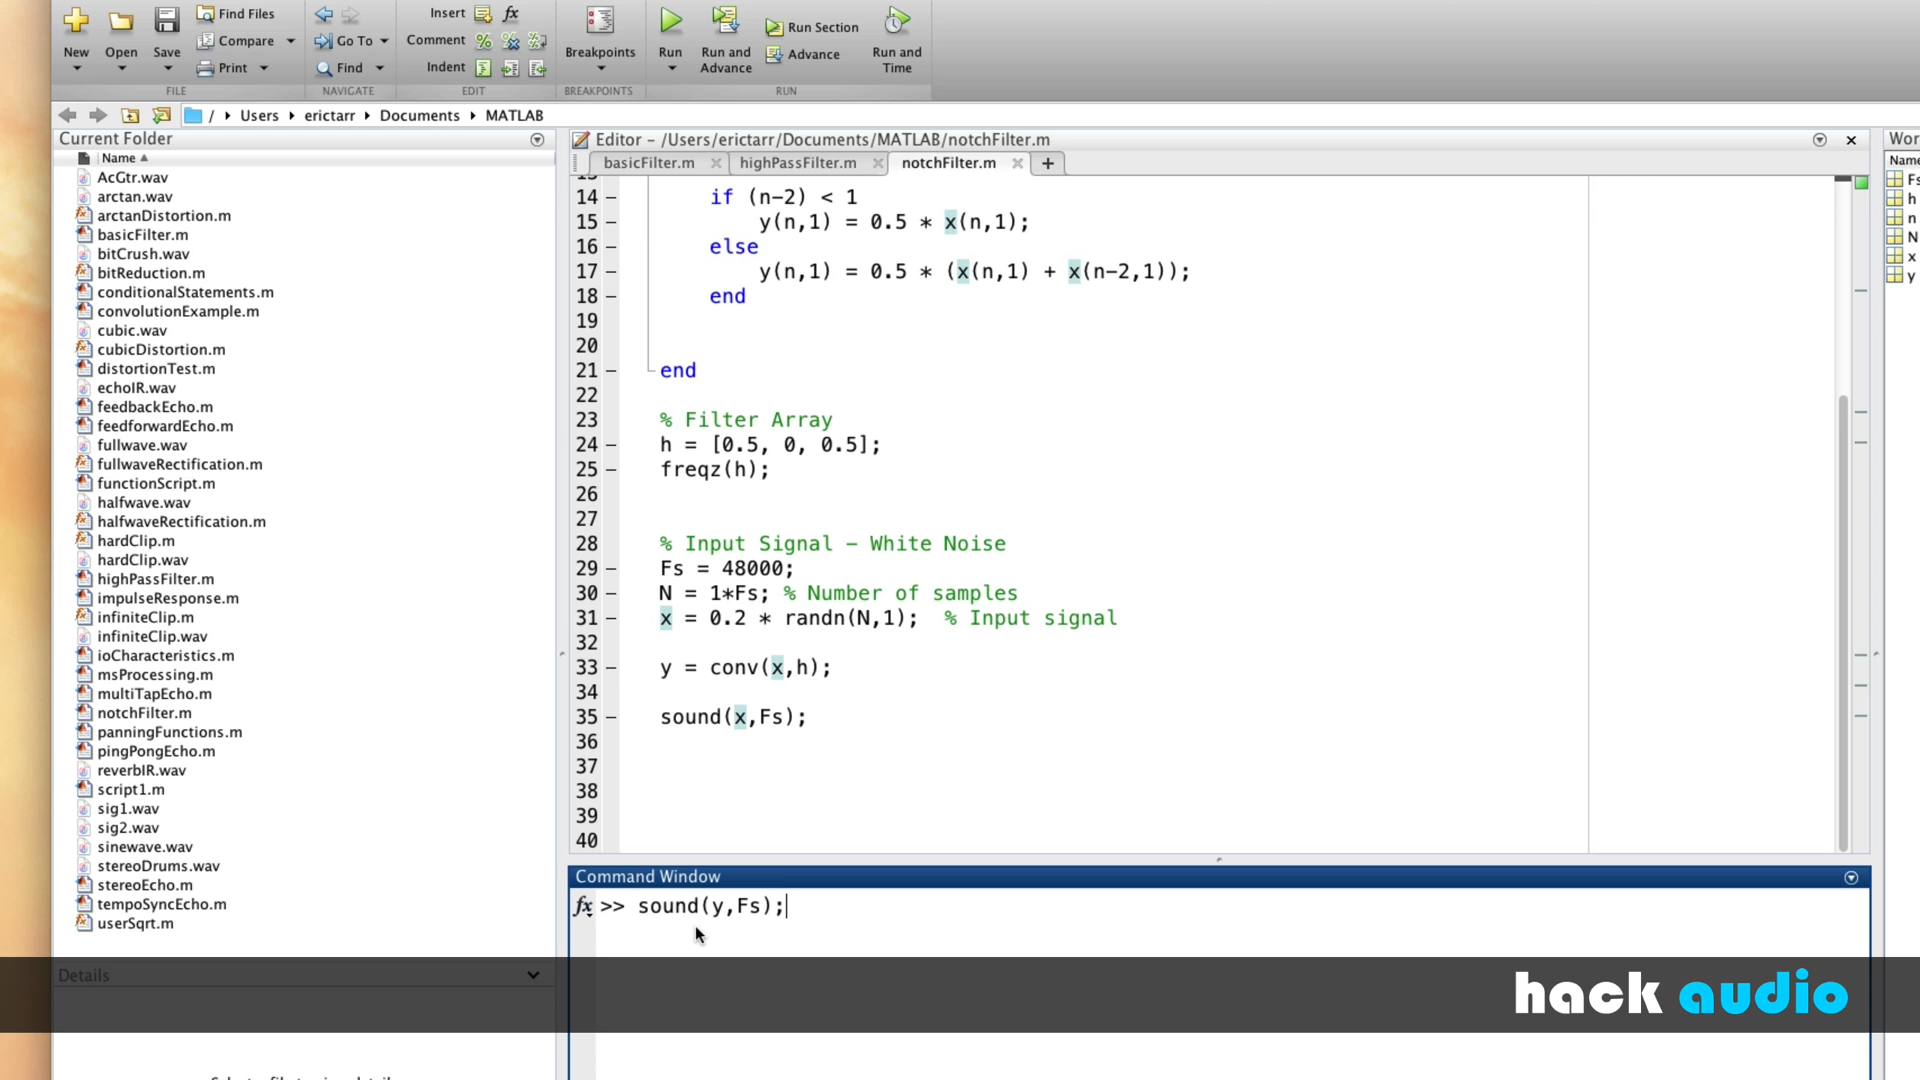 New
Open
Save
Find Files
Compare
Print
FILE
Go To
Find
NAVIGATE
Insert fx
Comment
Indent
EDIT
Breakpoints
BREAKPOINTS
Run
Run and
Advance
Run Section
Advance
Run and
Time
RUN
/ Users ericτarr Documents MATLAB
Current Folder
Name
AcGtr.wav
arctan.wav
arctanDistortion.m
basicFilter.m
bitCrush.wav
bitReduction.m
conditionalStatements.m
convolutionExample.m
cubic.wav
cubicDistortion.m
distortionTest.m
echoIR.wav
feedbackEcho.m
feedforwardEcho.m
fullwave.wav
fullwaveRectification.m
functionScript.m
halfwave.wav
halfwaveRectification.m
hardClip.m
hardClip.wav
highPassFilter.m
impulseResponse.m
infiniteClip.m
infiniteClip.wav
ioCharacteristics.m
msProcessing.m
multiTapEcho.m
notchFilter.m
panningFunctions.m
pingPongEcho.m
reverbIR.wav
script1.m
sig1.wav
sig2.wav
sinewave.wav
stereoDrums.wav
stereoEcho.m
tempoSyncEcho.m
userSqrt.m
Details
Editor – /Users/erictarr/Documents/MATLAB/notchFilter.m
basicFilter.m
highPassFilter.m
notchFilter.m
14 – if (n-2) < 1
15 – y(n,1) = 0.5 * x(n,1);
16 – else
17 – y(n,1) = 0.5 * (x(n,1) + x(n-2,1));
18 – end
19
20
21 – end
22
23 % Filter Array
24 – h = [0.5, 0, 0.5];
25 – freqz(h);
26
27
28 % Input Signal – White Noise
29 – Fs = 48000;
30 – N = 1*Fs; % Number of samples
31 – x = 0.2 * randn(N,1); % Input signal
32
33 – y = conv(x,h);
34
35 – sound(x,Fs);
36
37
38
39
40
Command Window
fx >> sound(y,Fs);
Wor
Name
Fs
h
n
N
x
y
hack audio